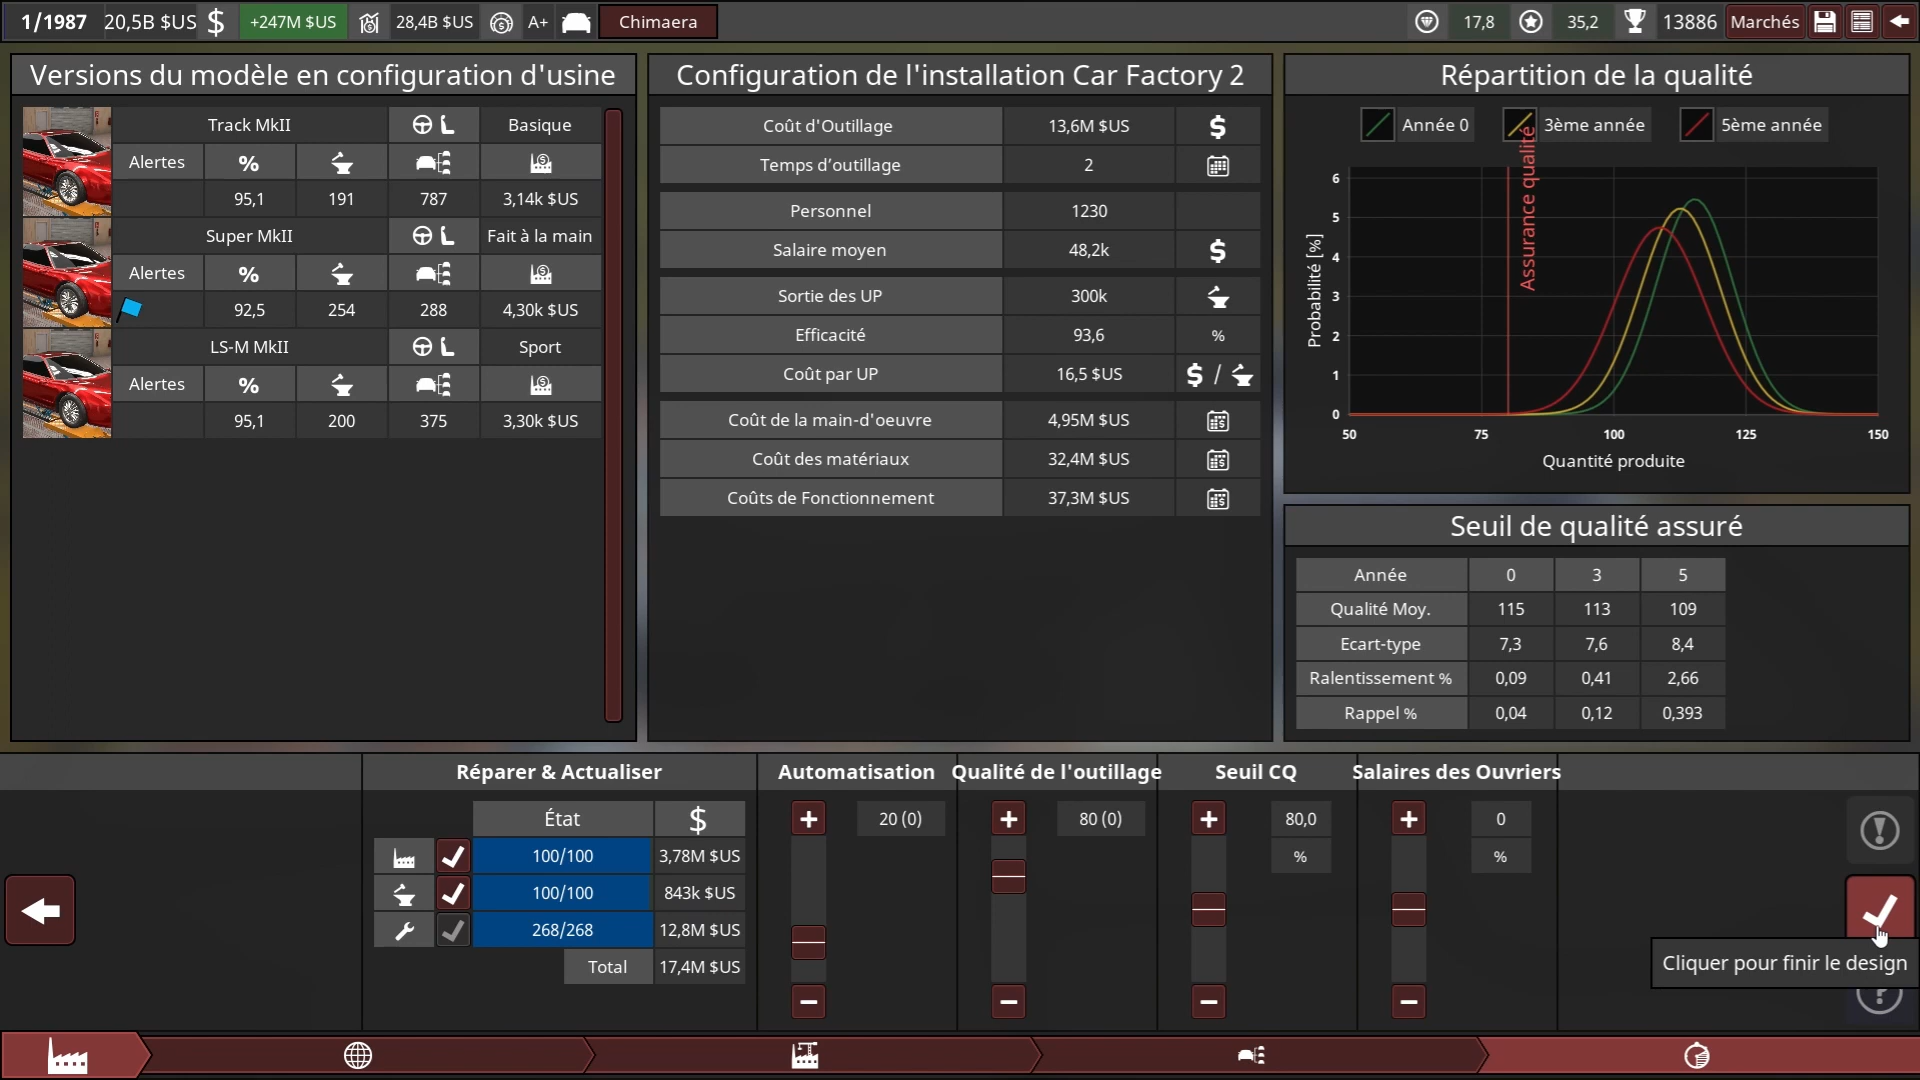 1/1987 20,5B $US +247M $US 28,4B $US A+ Chimaera 17,8 35,2 13886 Marchés
Versions du modèle en configuration d'usine
Track MkII Basique
Alertes %
95,1 191 787 3,14k $US
Super MkII Fait à la main
Alertes %
92,5 254 288 4,30k $US
LS-M MkII Sport
Alertes %
95,1 200 375 3,30k $US
Configuration de l'installation Car Factory 2
Coût d'Outillage 13,6M $US $
Temps d’outillage 2
Personnel 1230
Salaire moyen 48,2k $
Sortie des UP 300k
Efficacité 93,6 %
Coût par UP 16,5 $US $ /
Coût de la main-d'oeuvre 4,95M $US
Coût des matériaux 32,4M $US
Coûts de Fonctionnement 37,3M $US
Répartition de la qualité
Année 0 3ème année 5ème année
Assurance qualité
Probabilité [%]
6
5
4
3
2
1
0
50 75 100 125 150
Quantité produite
Seuil de qualité assuré
Année 0 3 5
Qualité Moy. 115 113 109
Ecart-type 7,3 7,6 8,4
Ralentissement % 0,09 0,41 2,66
Rappel % 0,04 0,12 0,393
Réparer & Actualiser
État $
100/100 3,78M $US
100/100 843k $US
268/268 12,8M $US
Total 17,4M $US
Automatisation
+ 20 (0)
−
Qualité de l'outillage
+ 80 (0)
−
Seuil CQ
+ 80,0
%
−
Salaires des Ouvriers
+ 0
%
−
Cliquer pour finir le design
?